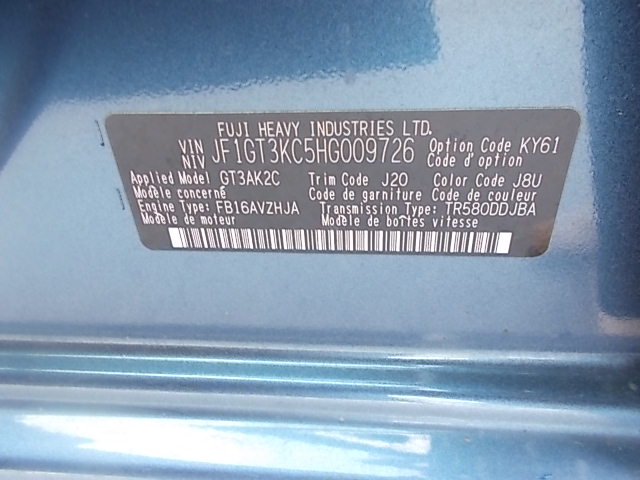 FUJI HEAVY INDUSTRIES LTD.
VIN NIV JF1GT3KC5HG009726 Option Code KY61
Code d'option
Applied Model GT3AK2C Trim Code J20 Color Code J8U
Modèle concerné Code de garniture Code de couleur
Engine Type FB16AVZHJA Transmission Type TR580DDJBA
Modèle de moteur Modèle de boîtes vitesse